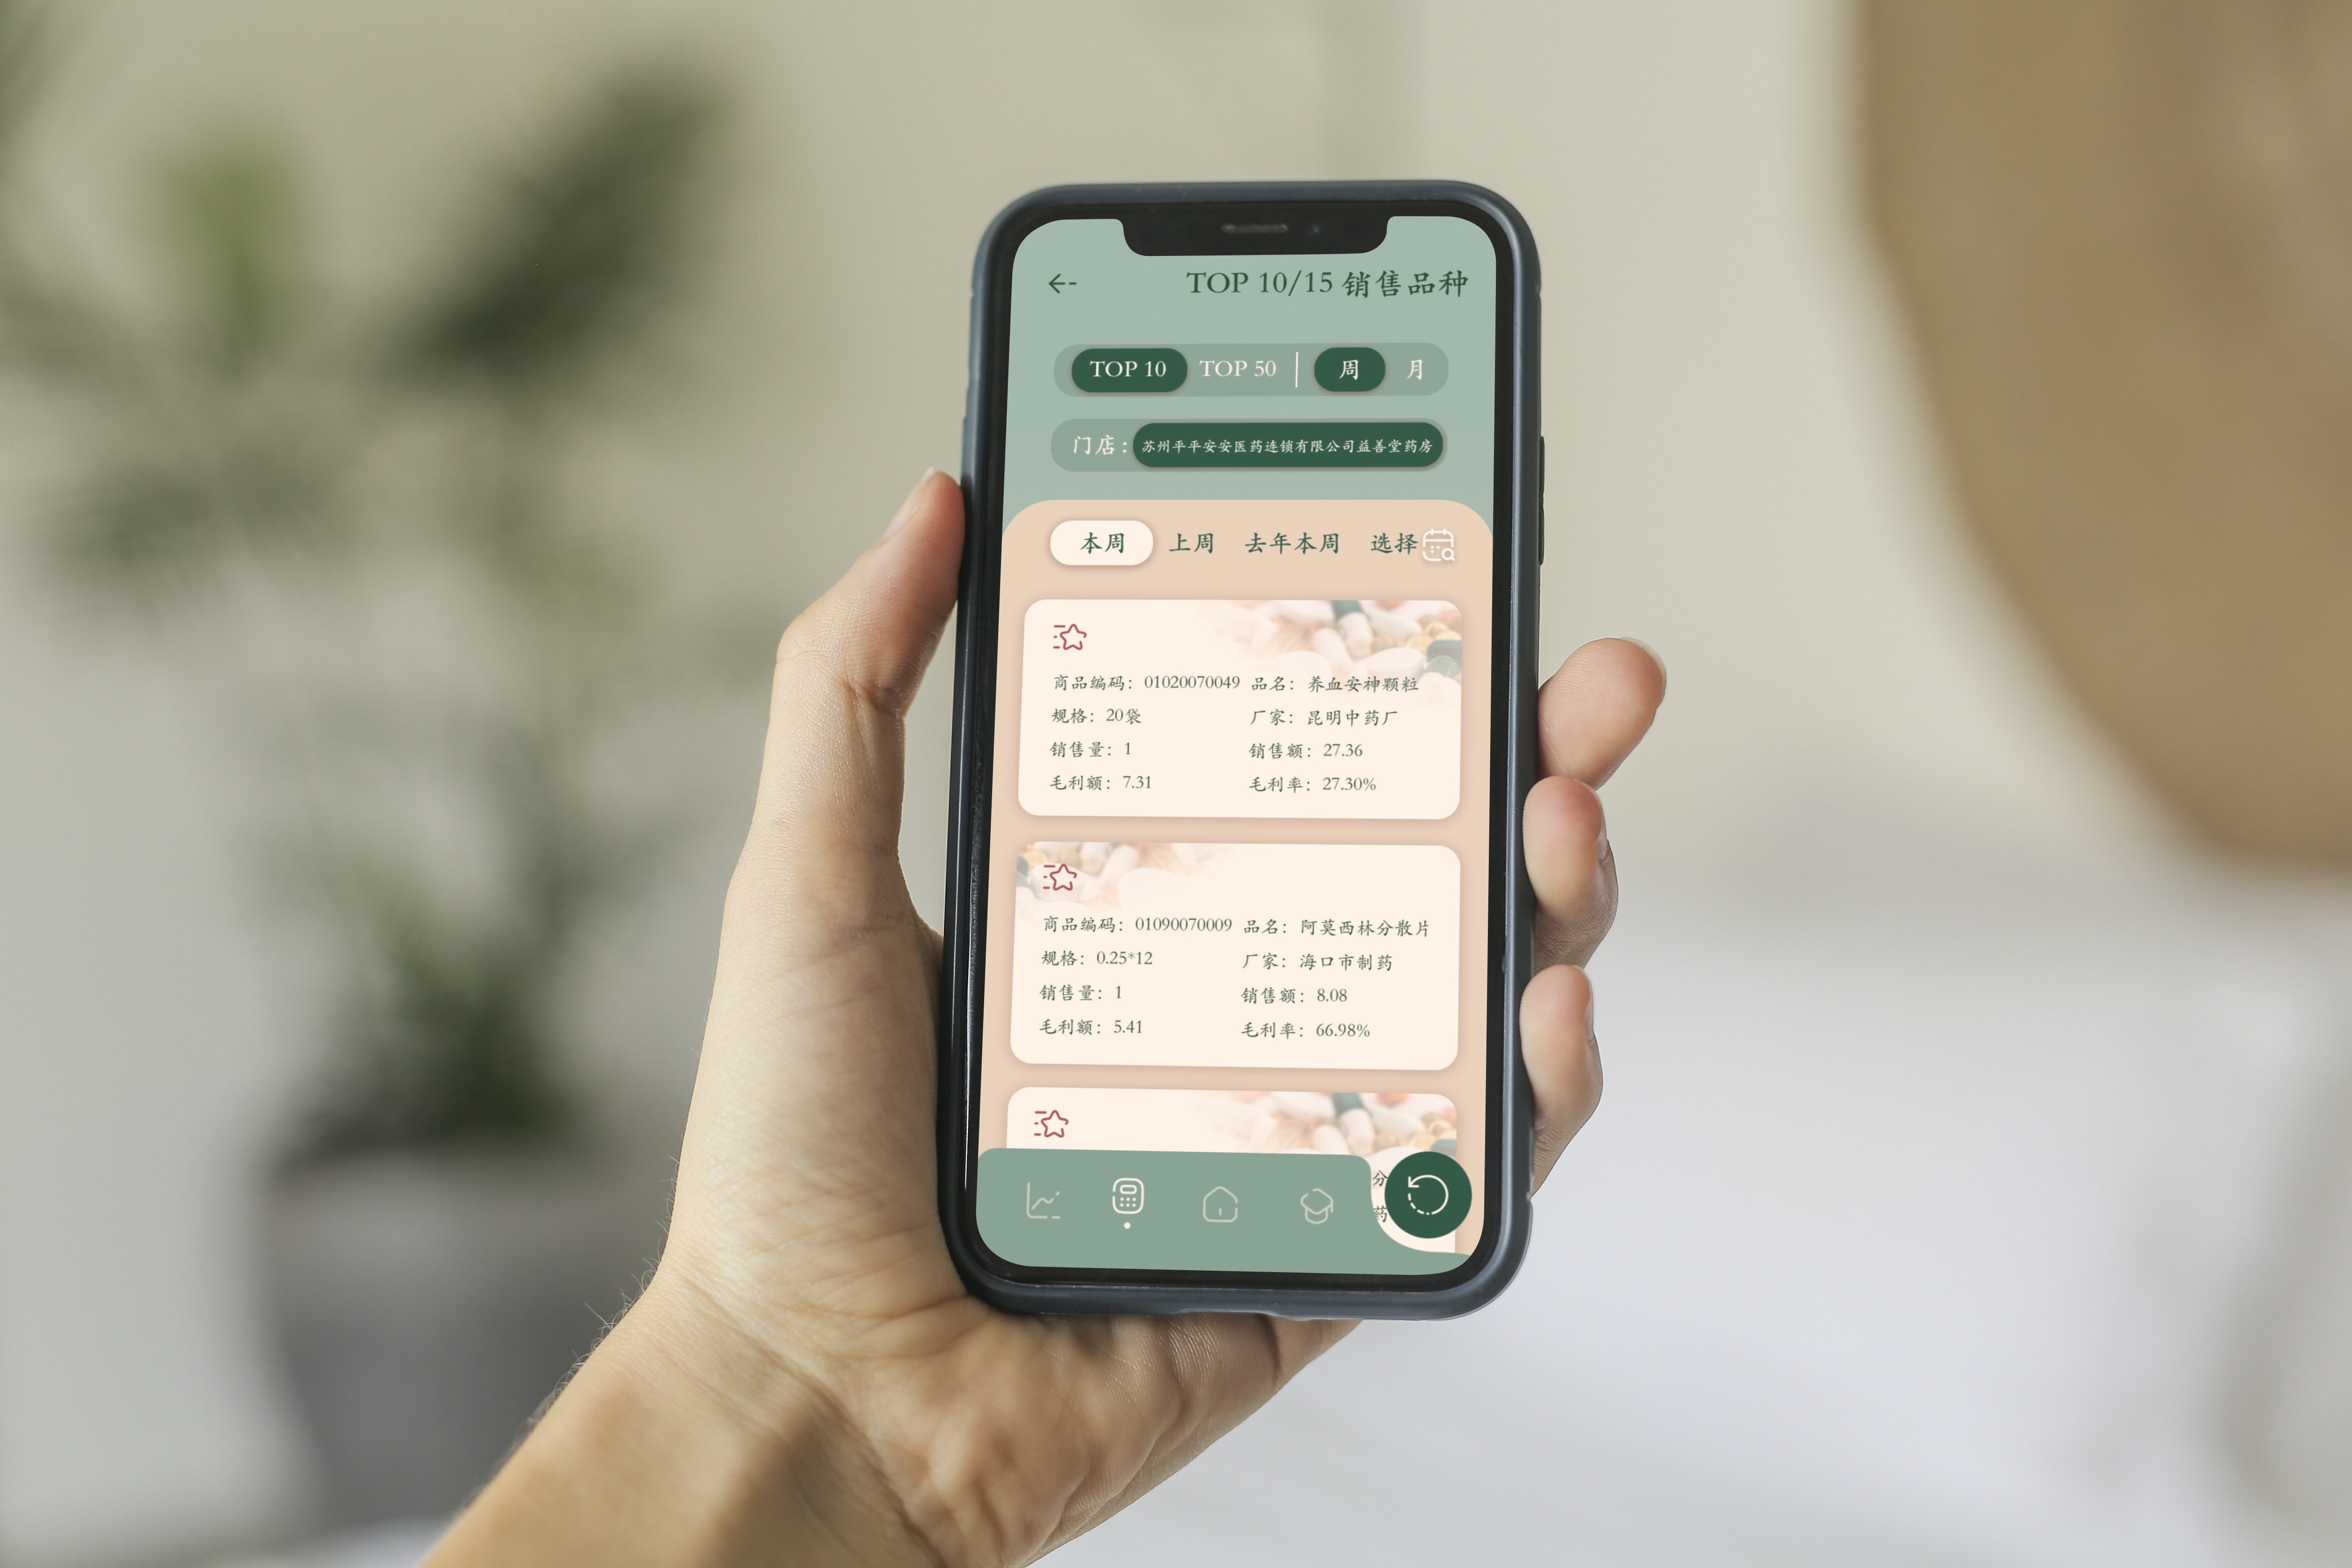 TOP 10/15 销售品种
TOP 10 TOP 50 | 周 月
门店: 苏州平平安安医药连锁有限公司益善堂药房
本周 上周 去年本周 选择
商品编码: 01020070049 品名: 养血安神颗粒
规格: 20袋 厂家: 昆明中药厂
销售量: 1 销售额: 27.36
毛利额: 7.31 毛利率: 27.30%
商品编码: 01090070009 品名: 阿莫西林分散片
规格: 0.25*12 厂家: 海口市制药
销售量: 1 销售额: 8.08
毛利额: 5.41 毛利率: 66.98%
分
药